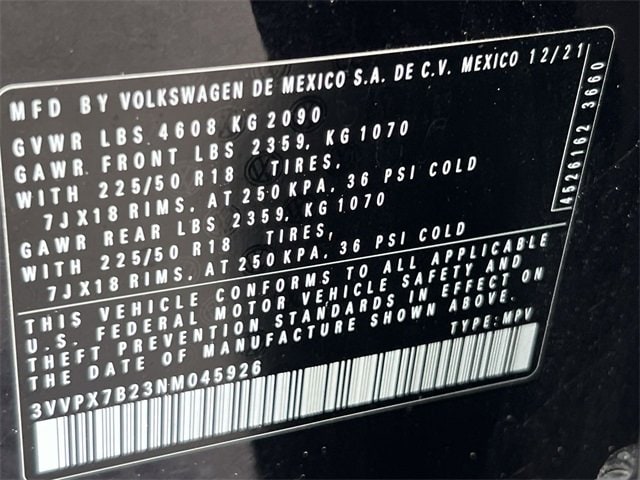 MFD BY VOLKSWAGEN DE MEXICO S.A. DE C.V. MEXICO 12/21
GVWR LBS 4608 KG 2090
GAWR FRONT LBS 2359, KG 1070
WITH 225/50 R18 TIRES,
7JX18 RIMS, AT 250 KPA, 36 PSI COLD
GAWR REAR LBS 2359, KG 1070
WITH 225/50 R18 TIRES,
7JX18 RIMS, AT 250 KPA, 36 PSI COLD
THIS VEHICLE CONFORMS TO ALL APPLICABLE
U.S. FEDERAL MOTOR VEHICLE SAFETY AND
THEFT PREVENTION STANDARDS IN EFFECT ON
THE DATE OF MANUFACTURE SHOWN ABOVE.
TYPE: MPV
3VVPX7B23NM045926
4526162 3660